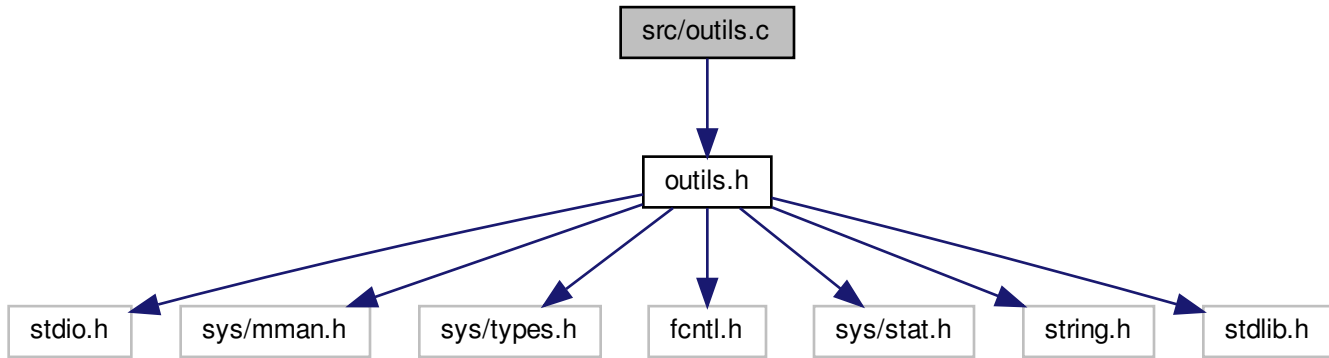 src/outils.c
outils.h
stdio.h
sys/mman.h
sys/types.h
fcntl.h
sys/stat.h
string.h
stdlib.h